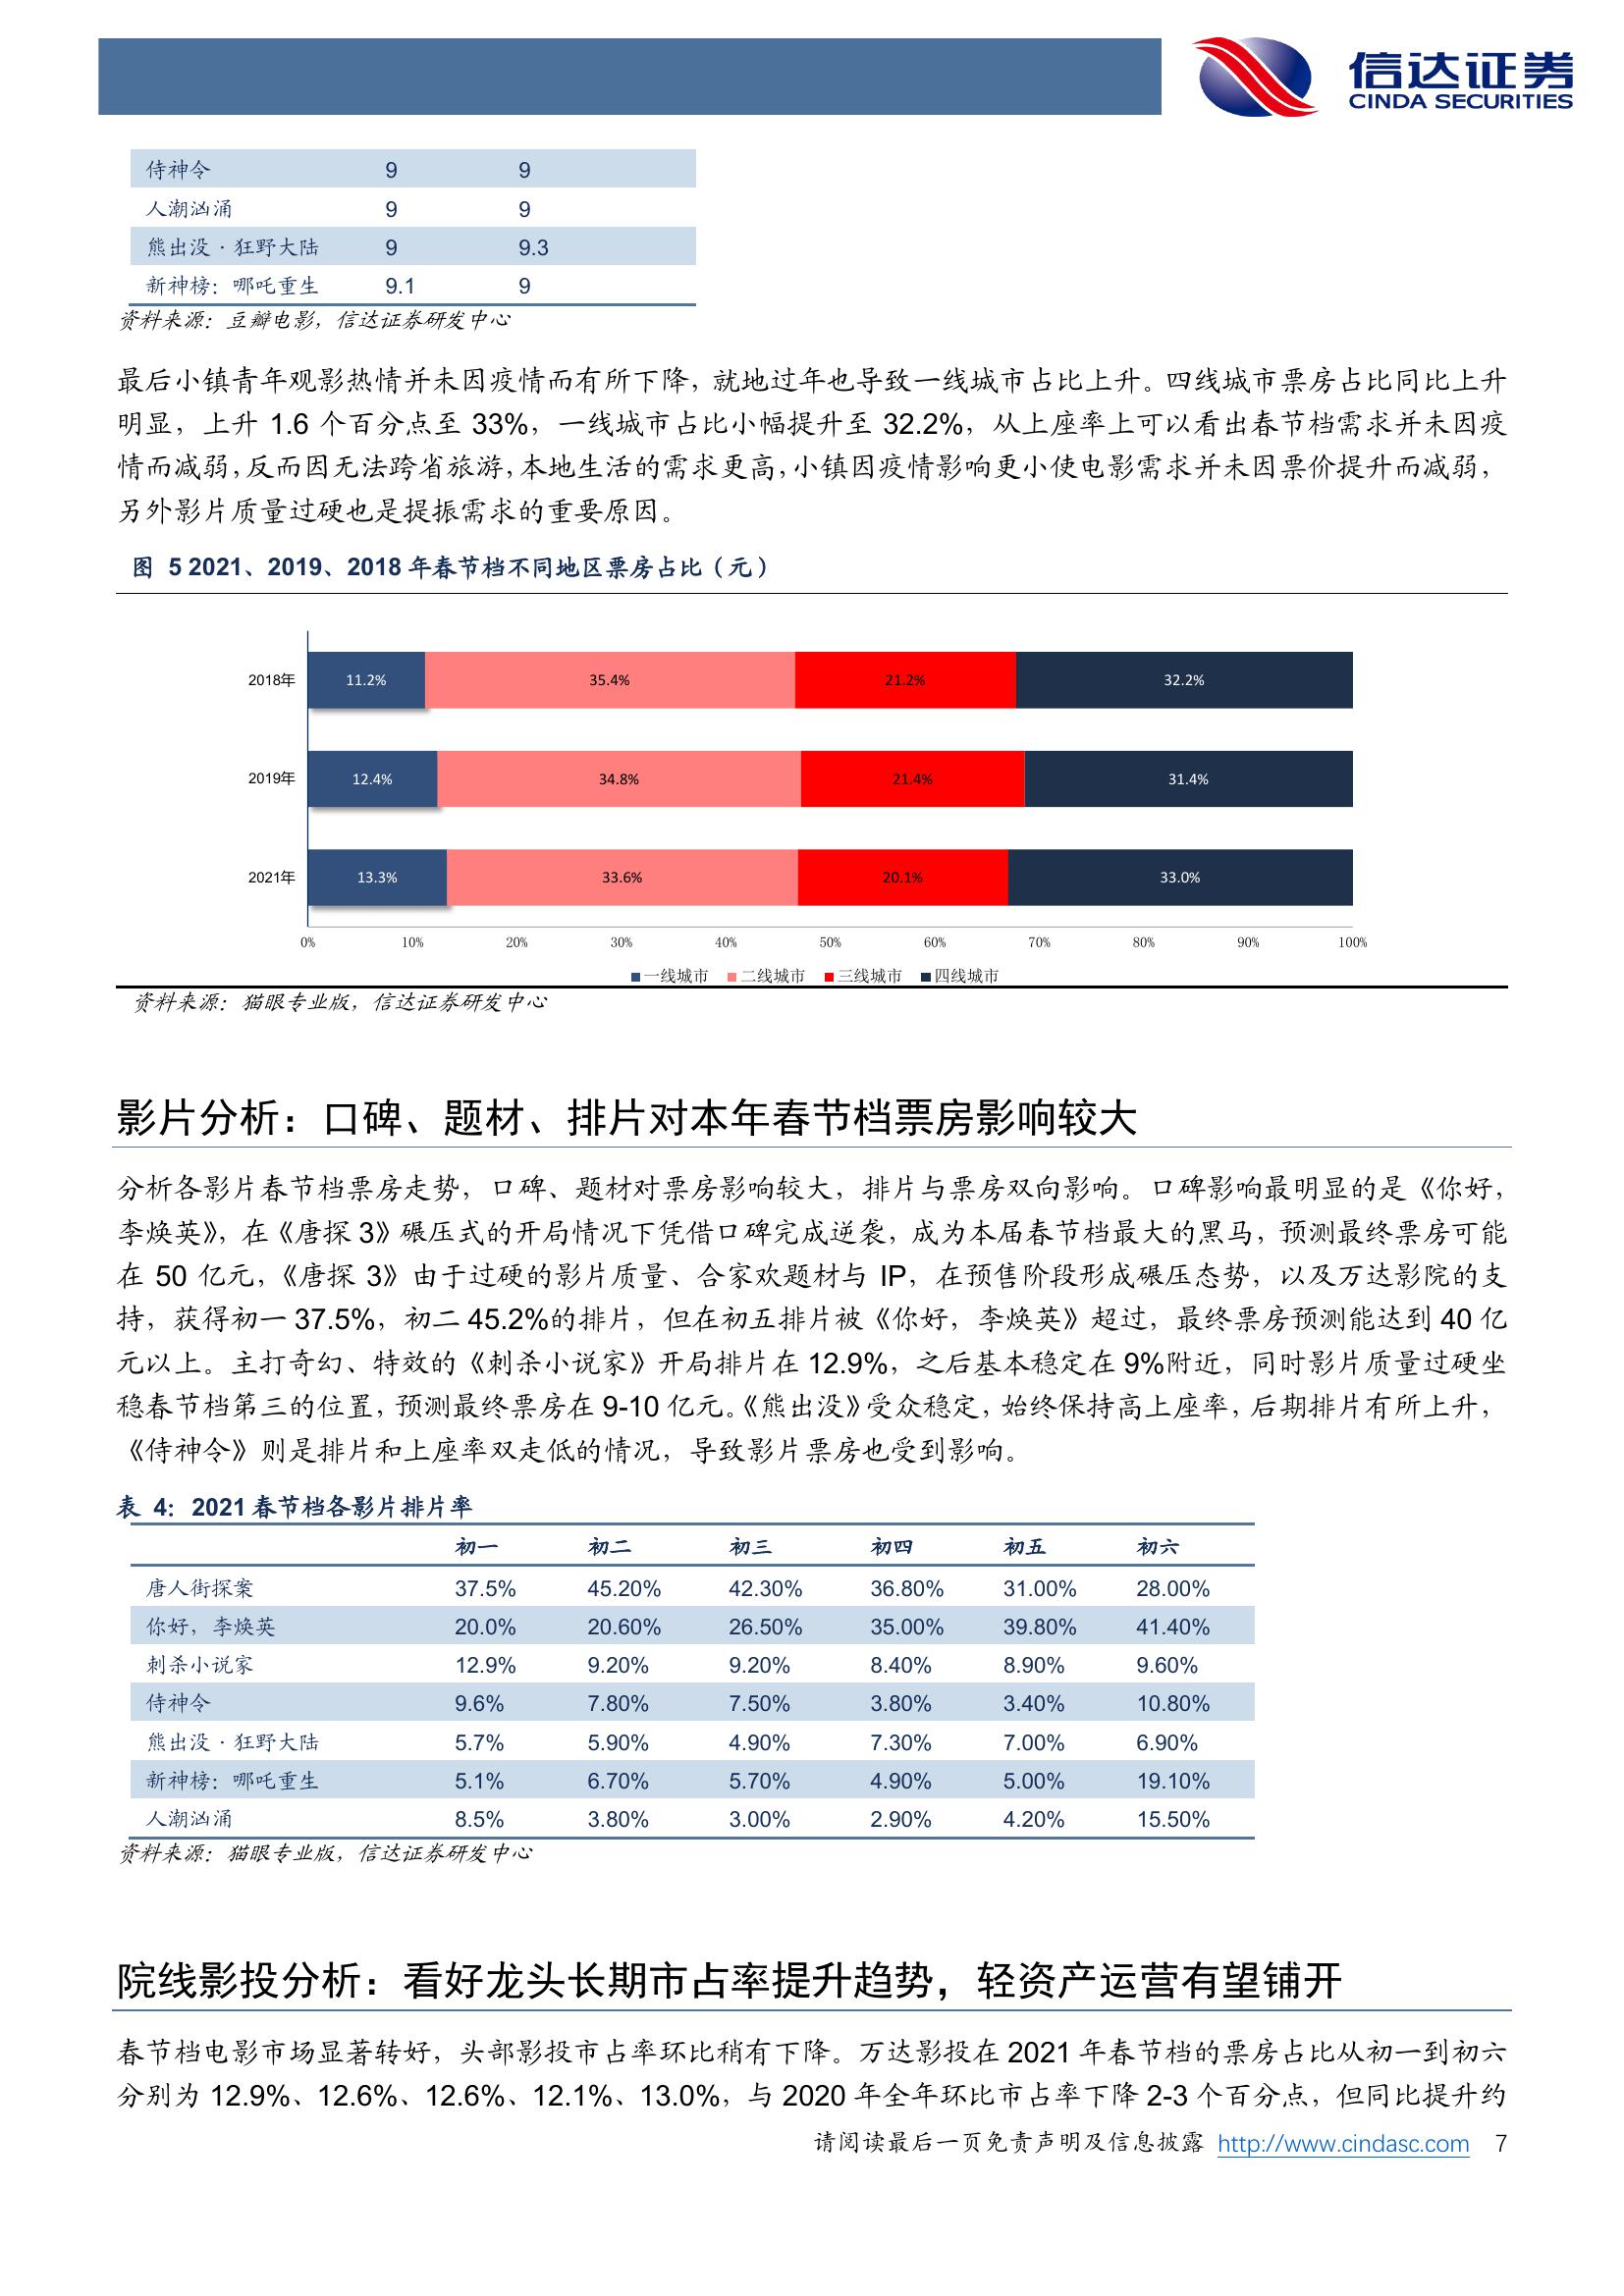 信达证券
CINDA SECURITIES
侍神令 9 9
人潮汹涌 9 9
熊出没·狂野大陆 9 9.3
新神榜：哪吒重生 9.1 9
资料来源：豆瓣电影，信达证券研发中心
最后小镇青年观影热情并未因疫情而有所下降，就地过年也导致一线城市占比上升。四线城市票房占比同比上升
明显，上升 1.6 个百分点至 33%，一线城市占比小幅提升至 32.2%，从上座率上可以看出春节档需求并未因疫
情而减弱，反而因无法跨省旅游，本地生活的需求更高，小镇因疫情影响更小使电影需求并未因票价提升而减弱，
另外影片质量过硬也是提振需求的重要原因。
图 5 2021、2019、2018 年春节档不同地区票房占比（元）
2018年 11.2% 35.4% 21.2% 32.2%
2019年 12.4% 34.8% 21.4% 31.4%
2021年 13.3% 33.6% 20.1% 33.0%
0% 10% 20% 30% 40% 50% 60% 70% 80% 90% 100%
一线城市 二线城市 三线城市 四线城市
资料来源：猫眼专业版，信达证券研发中心
影片分析：口碑、题材、排片对本年春节档票房影响较大
分析各影片春节档票房走势，口碑、题材对票房影响较大，排片与票房双向影响。口碑影响最明显的是《你好，
李焕英》，在《唐探 3》碾压式的开局情况下凭借口碑完成逆袭，成为本届春节档最大的黑马，预测最终票房可能
在 50 亿元，《唐探 3》由于过硬的影片质量、合家欢题材与 IP，在预售阶段形成碾压态势，以及万达影院的支
持，获得初一 37.5%，初二 45.2%的排片，但在初五排片被《你好，李焕英》超过，最终票房预测能达到 40 亿
元以上。主打奇幻、特效的《刺杀小说家》开局排片在 12.9%，之后基本稳定在 9%附近，同时影片质量过硬坐
稳春节档第三的位置，预测最终票房在 9-10 亿元。《熊出没》受众稳定，始终保持高上座率，后期排片有所上升，
《侍神令》则是排片和上座率双走低的情况，导致影片票房也受到影响。
表 4： 2021 春节档各影片排片率
初一 初二 初三 初四 初五 初六
唐人街探案 37.5% 45.20% 42.30% 36.80% 31.00% 28.00%
你好，李焕英 20.0% 20.60% 26.50% 35.00% 39.80% 41.40%
刺杀小说家 12.9% 9.20% 9.20% 8.40% 8.90% 9.60%
侍神令 9.6% 7.80% 7.50% 3.80% 3.40% 10.80%
熊出没·狂野大陆 5.7% 5.90% 4.90% 7.30% 7.00% 6.90%
新神榜：哪吒重生 5.1% 6.70% 5.70% 4.90% 5.00% 19.10%
人潮汹涌 8.5% 3.80% 3.00% 2.90% 4.20% 15.50%
资料来源：猫眼专业版，信达证券研发中心
院线影投分析：看好龙头长期市占率提升趋势，轻资产运营有望铺开
春节档电影市场显著转好，头部影投市占率环比稍有下降。万达影投在 2021 年春节档的票房占比从初一到初六
分别为 12.9%、12.6%、12.6%、12.1%、13.0%，与 2020 年全年环比市占率下降 2-3 个百分点，但同比提升约
请阅读最后一页免责声明及信息披露 http://www.cindasc.com 7